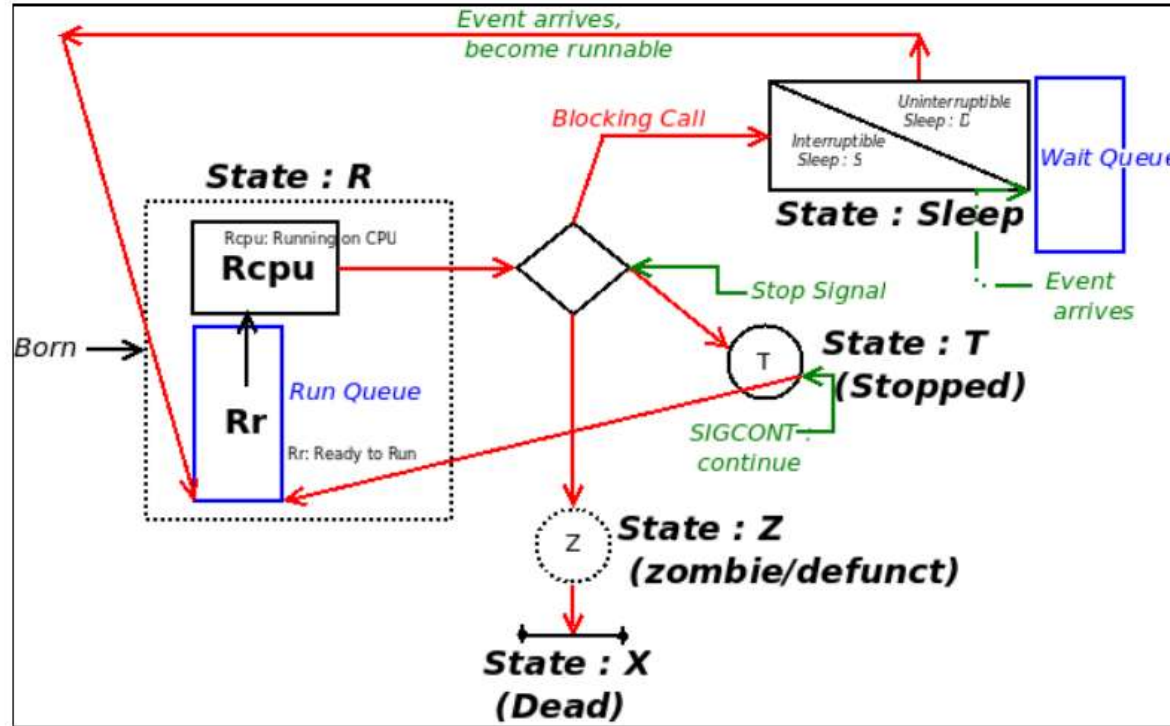 Event arrives,
become runnable
Blocking Call
Uninterruptible
Sleep : D
Interruptible
Sleep : S
Wait Queue
State : R
State : Sleep
Rcpu: Running on CPU
Rcpu
Stop Signal
Event
arrives
Born
Run Queue
T
State : T
(Stopped)
Rr
Rr: Ready to Run
SIGCONT :
continue
Z
State : Z
(zombie/defunct)
State : X
(Dead)